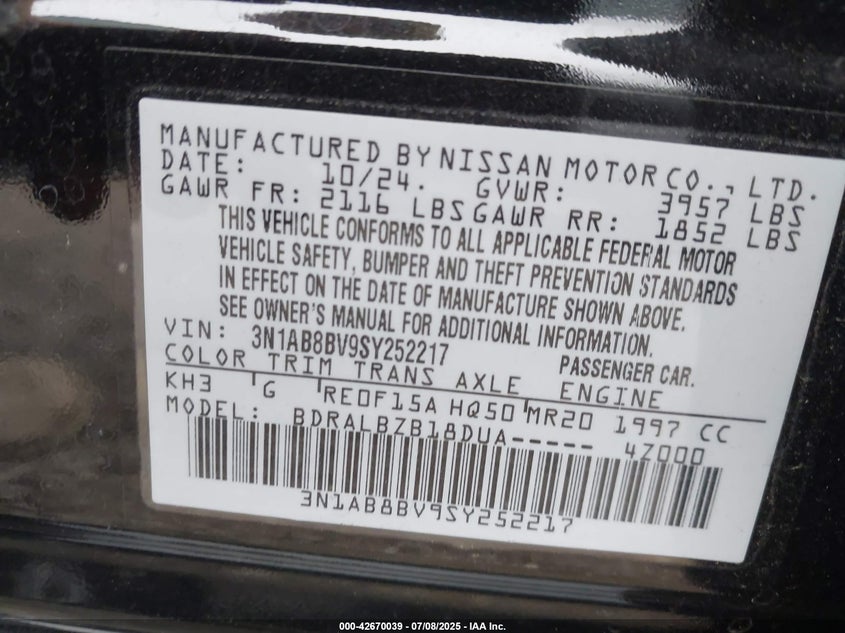 MANUFACTURED BY NISSAN MOTOR CO., LTD.
DATE: 10/24. GVWR: 3957 LBS
GAWR FR: 2116 LBS GAWR RR: 1852 LBS
THIS VEHICLE CONFORMS TO ALL APPLICABLE FEDERAL MOTOR
VEHICLE SAFETY, BUMPER AND THEFT PREVENTION STANDARDS
IN EFFECT ON THE DATE OF MANUFACTURE SHOWN ABOVE.
SEE OWNER'S MANUAL FOR ADDITIONAL INFORMATION.
VIN: 3N1AB8BV9SY252217 PASSENGER CAR.
COLOR TRIM TRANS AXLE ENGINE
KH3 G RE0F15A HQ50 MR20 1997 CC
MODEL: BDRALBZB18DUA----- 4Z000
3N1AB8BV9SY252217
000-42670039 | 07/08/2025 - IAA Inc.